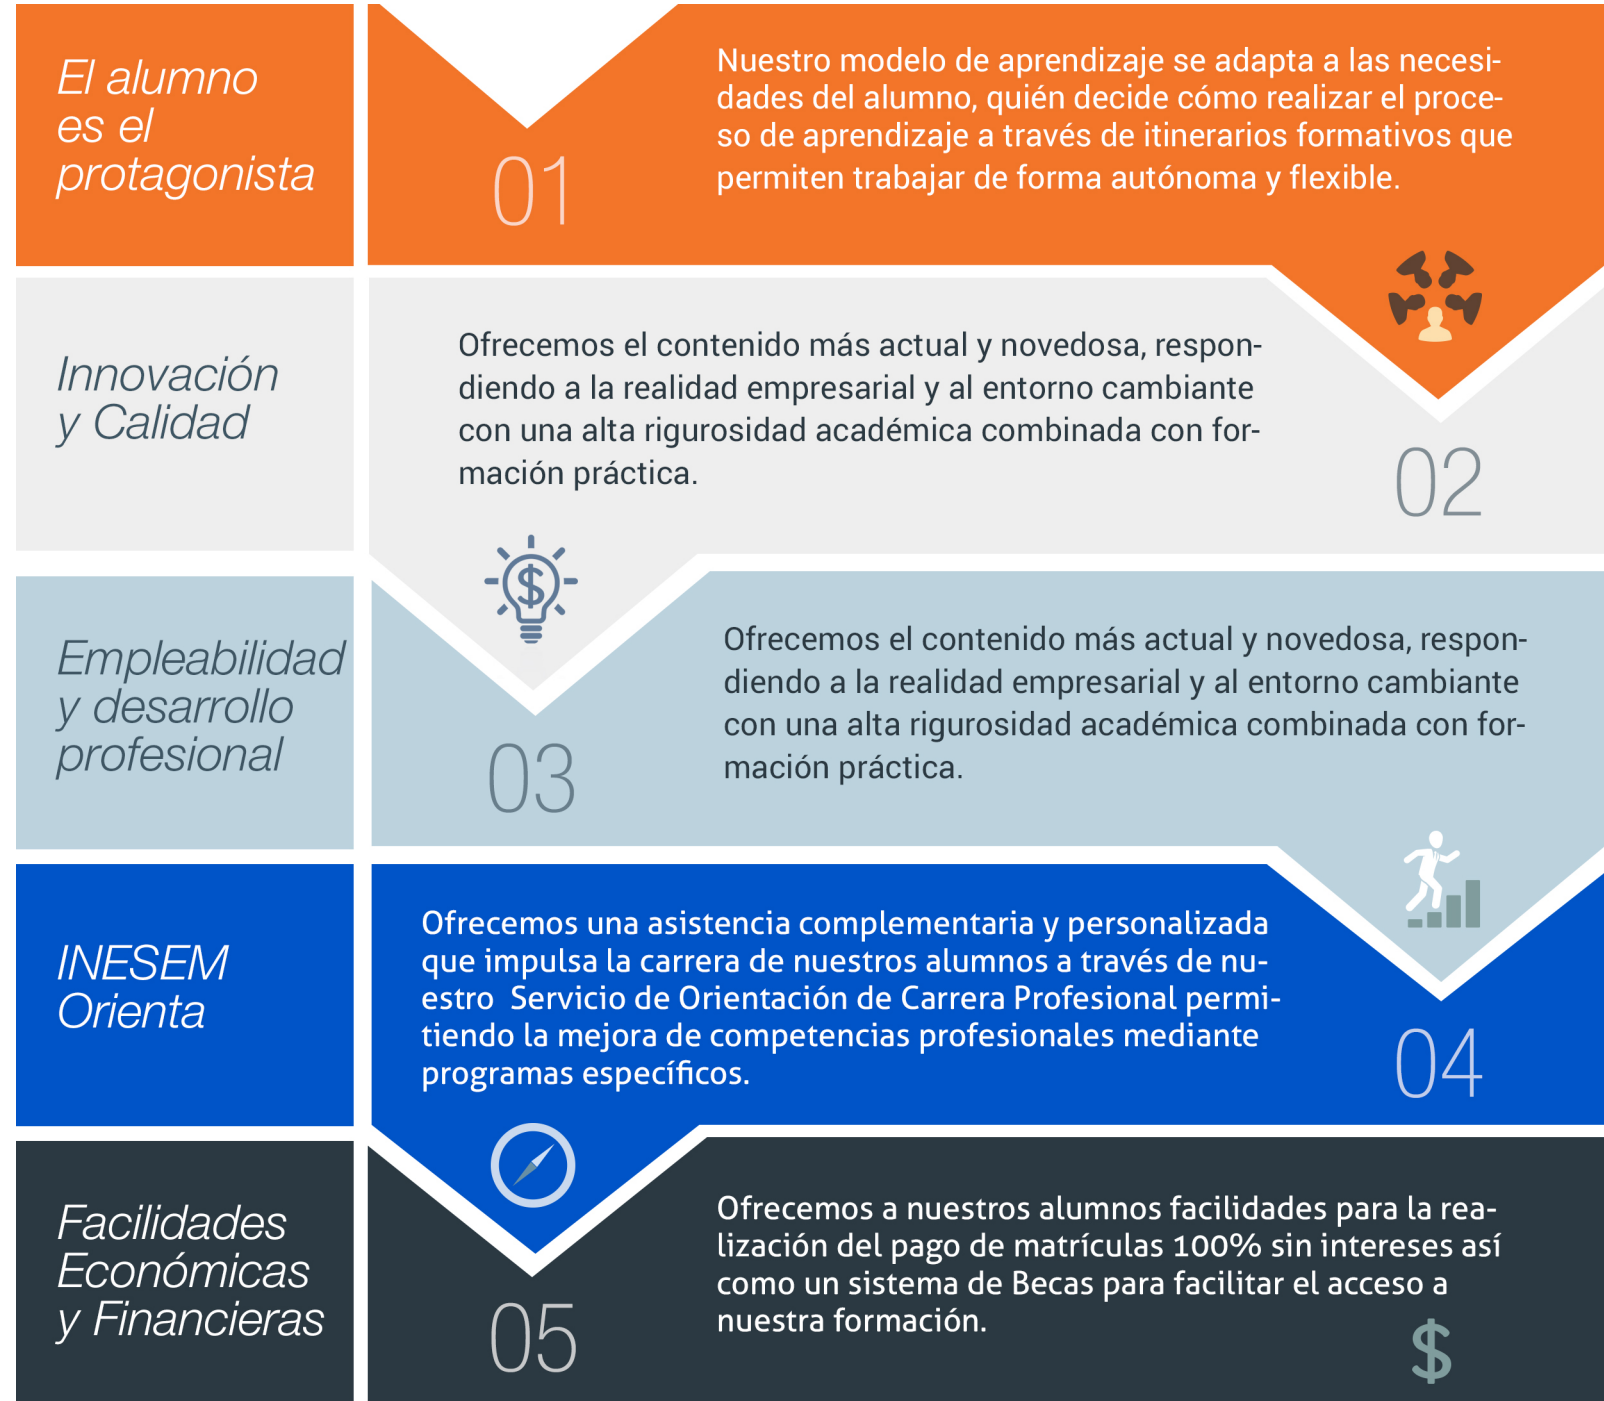 El alumno
es el
protagonista
01
Nuestro modelo de aprendizaje se adapta a las necesi-
dades del alumno, quién decide cómo realizar el proce-
so de aprendizaje a través de itinerarios formativos que
permiten trabajar de forma autónoma y flexible.
Innovación
y Calidad
Ofrecemos el contenido más actual y novedosa, respon-
diendo a la realidad empresarial y al entorno cambiante
con una alta rigurosidad académica combinada con for-
mación práctica.
02
$
Empleabilidad
y desarrollo
profesional
03
Ofrecemos el contenido más actual y novedosa, respon-
diendo a la realidad empresarial y al entorno cambiante
con una alta rigurosidad académica combinada con for-
mación práctica.
INESEM
Orienta
Ofrecemos una asistencia complementaria y personalizada
que impulsa la carrera de nuestros alumnos a través de nu-
estro  Servicio de Orientación de Carrera Profesional permi-
tiendo la mejora de competencias profesionales mediante
programas específicos.
04
Facilidades
Económicas
y Financieras
05
Ofrecemos a nuestros alumnos facilidades para la rea-
lización del pago de matrículas 100% sin intereses así
como un sistema de Becas para facilitar el acceso a
nuestra formación.
$